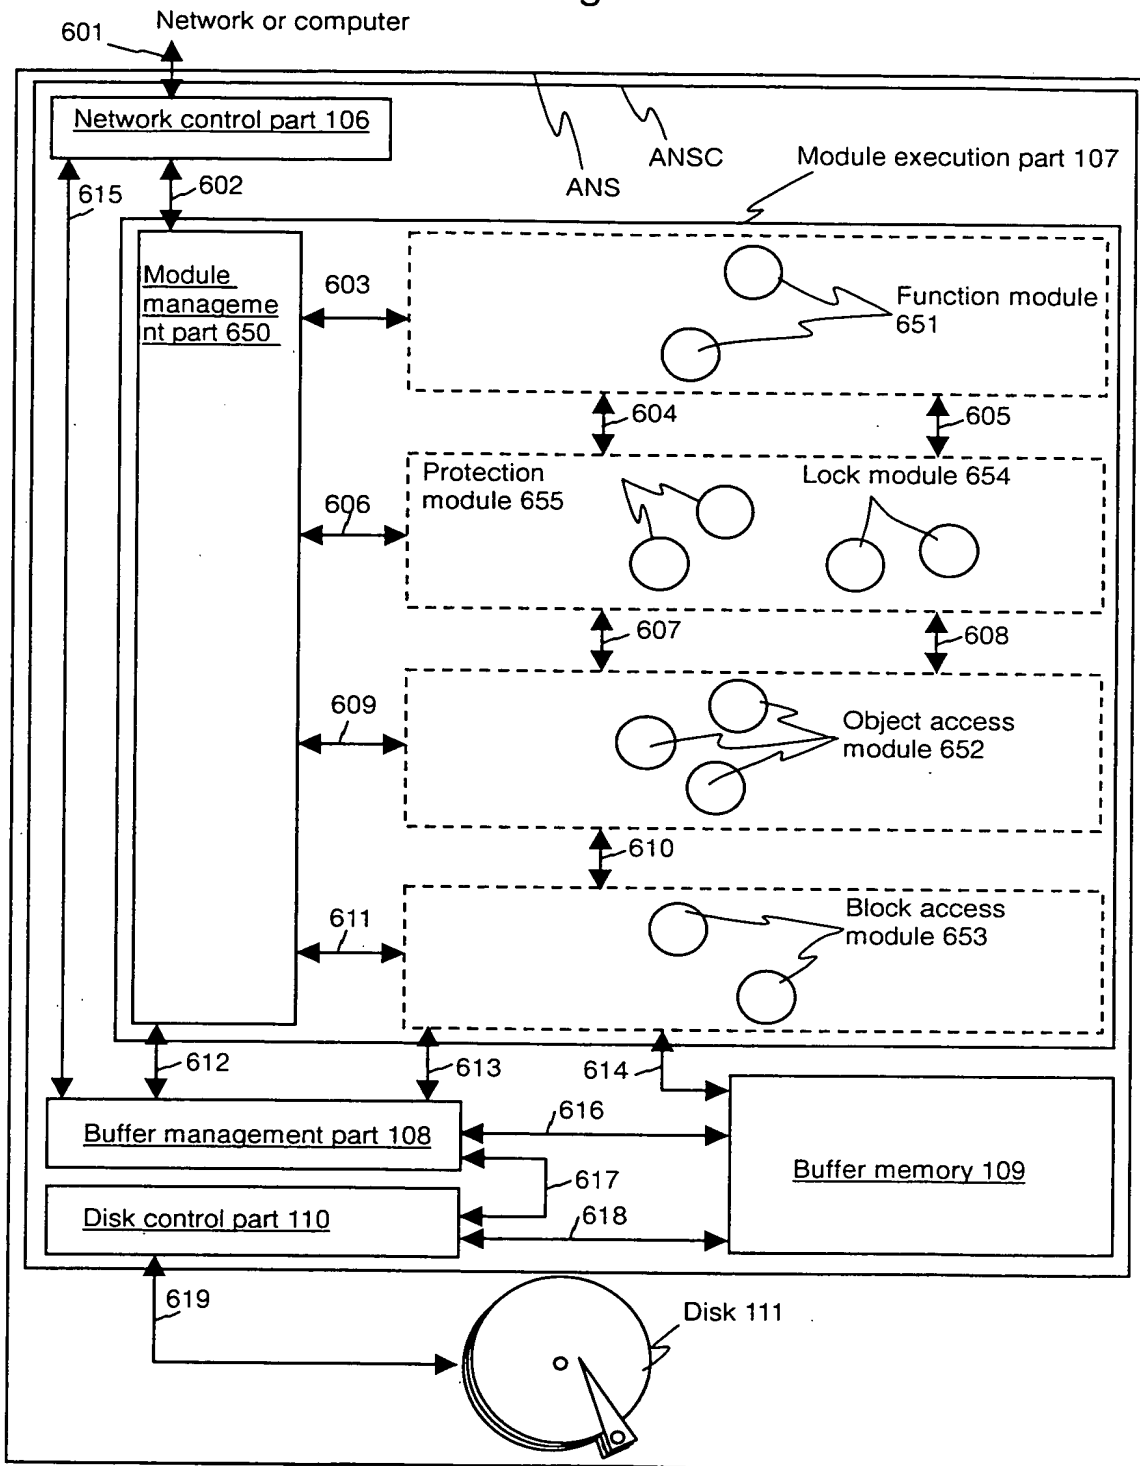 Network or computer
601
Network control part 106
ANSC
Module execution part 107
ANS
615
602
Module
manageme
nt part 650
603
Function module
651
604
605
Protection
module 655
Lock module 654
606
607
608
609
Object access
module 652
610
Block access
module 653
611
612
613
614
616
Buffer management part 108
Buffer memory 109
617
Disk control part 110
618
619
Disk 111